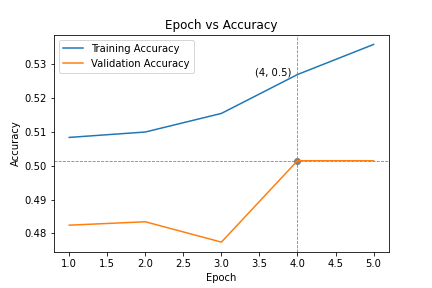 Epoch vs Accuracy
Training Accuracy
Validation Accuracy
(4, 0.5)
Accuracy
0.53
0.52
0.51
0.50
0.49
0.48
1.0 1.5 2.0 2.5 3.0 3.5 4.0 4.5 5.0
Epoch